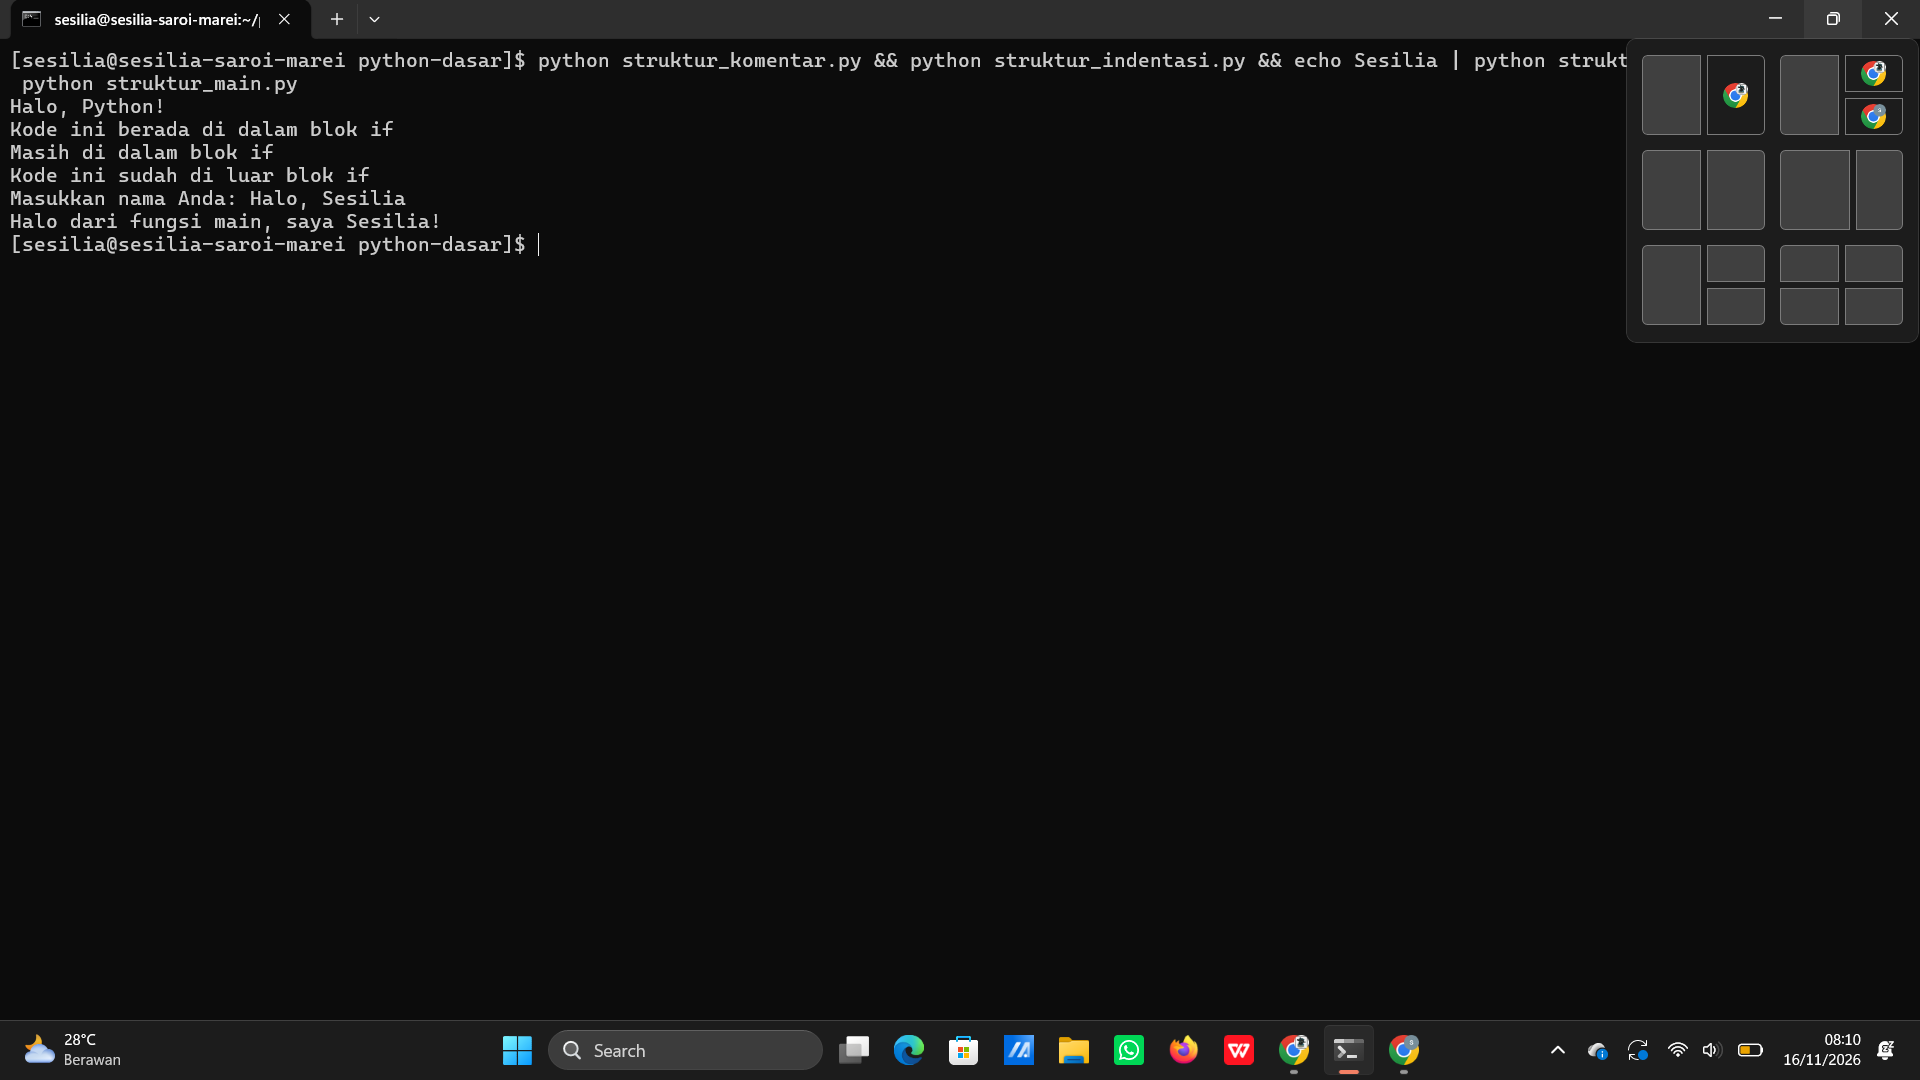 sesilia@sesilia-saroi-marei:~/
[sesilia@sesilia-saroi-marei python-dasar]$ python struktur_komentar.py && python struktur_indentasi.py && echo Sesilia | python strukt
python struktur_main.py
Halo, Python!
Kode ini berada di dalam blok if
Masih di dalam blok if
Kode ini sudah di luar blok if
Masukkan nama Anda: Halo, Sesilia
Halo dari fungsi main, saya Sesilia!
[sesilia@sesilia-saroi-marei python-dasar]$
28°C
Berawan
Search
08:10
16/11/2026